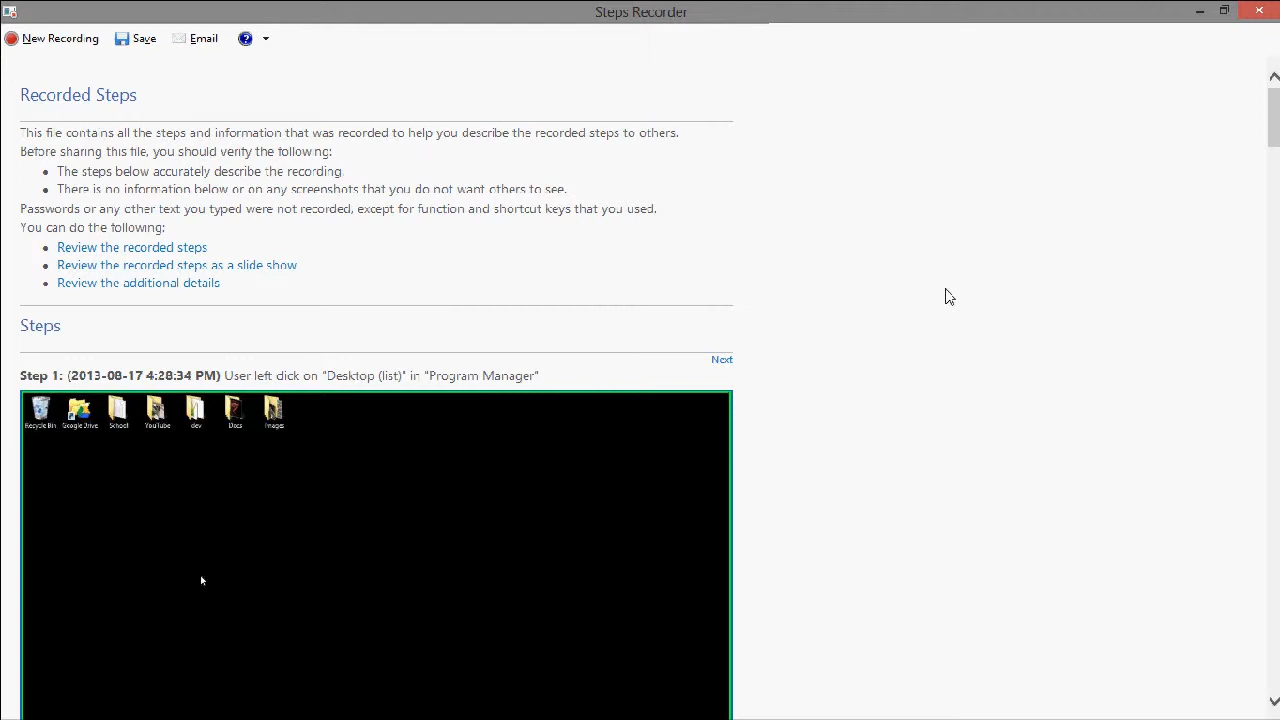 Steps Recorder
New Recording Save Email ?
Recorded Steps
This file contains all the steps and information that was recorded to help you describe the recorded steps to others.
Before sharing this file, you should verify the following:
The steps below accurately describe the recording.
There is no information below or on any screenshots that you do not want others to see.
Passwords or any other text you typed were not recorded, except for function and shortcut keys that you used.
You can do the following:
Review the recorded steps
Review the recorded steps as a slide show
Review the additional details
Steps
Next
Step 1: (2013-08-17 4:28:34 PM) User left click on "Desktop (list)" in "Program Manager"
Recycle Bin Google Drive School YouTube dev Docs Images